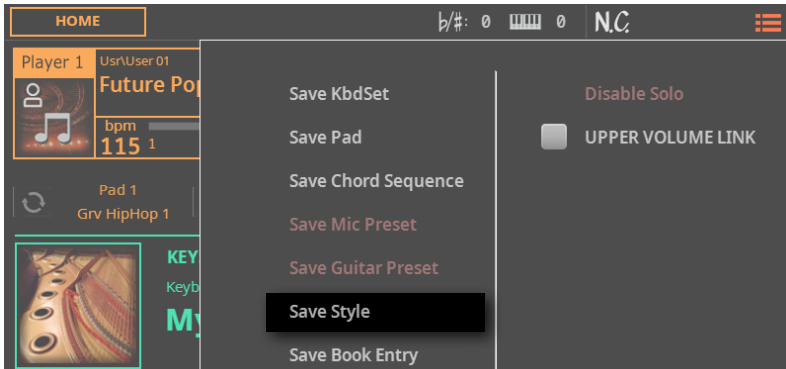 HOME
♭/♯: 0 0 N.C.
Player 1
Usr\User 01
Future Pop
bpm
115 1
Pad 1
Grv HipHop 1
KEY
Keyb
My
Save KbdSet
Save Pad
Save Chord Sequence
Save Mic Preset
Save Guitar Preset
Save Style
Save Book Entry
Disable Solo
UPPER VOLUME LINK